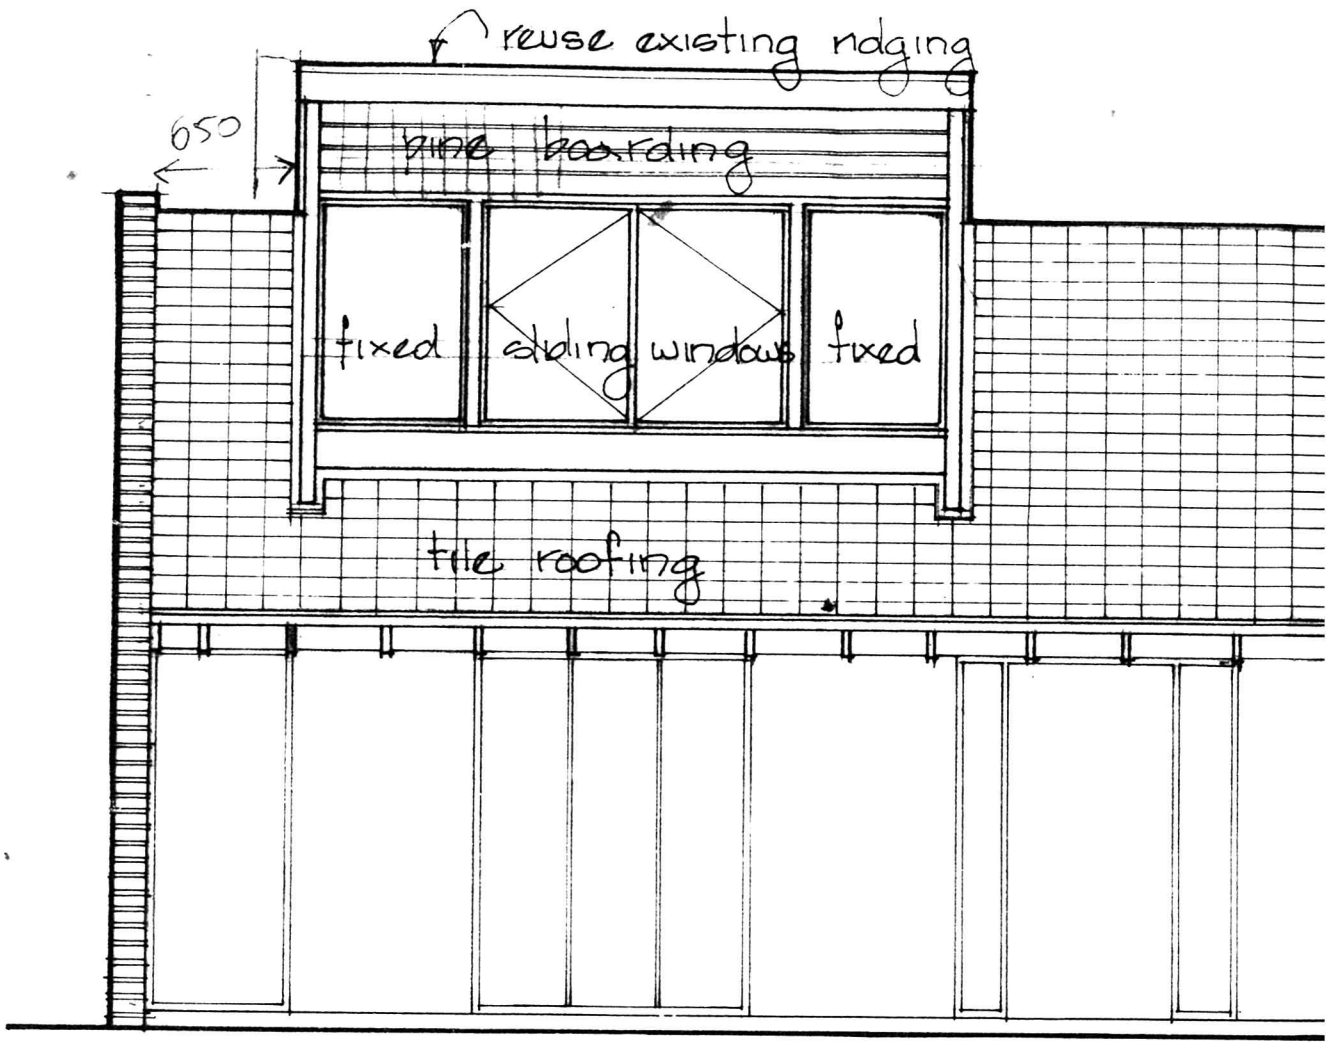 reuse existing ridging
650
pine boarding
fixed sliding windows fixed
tile roofing